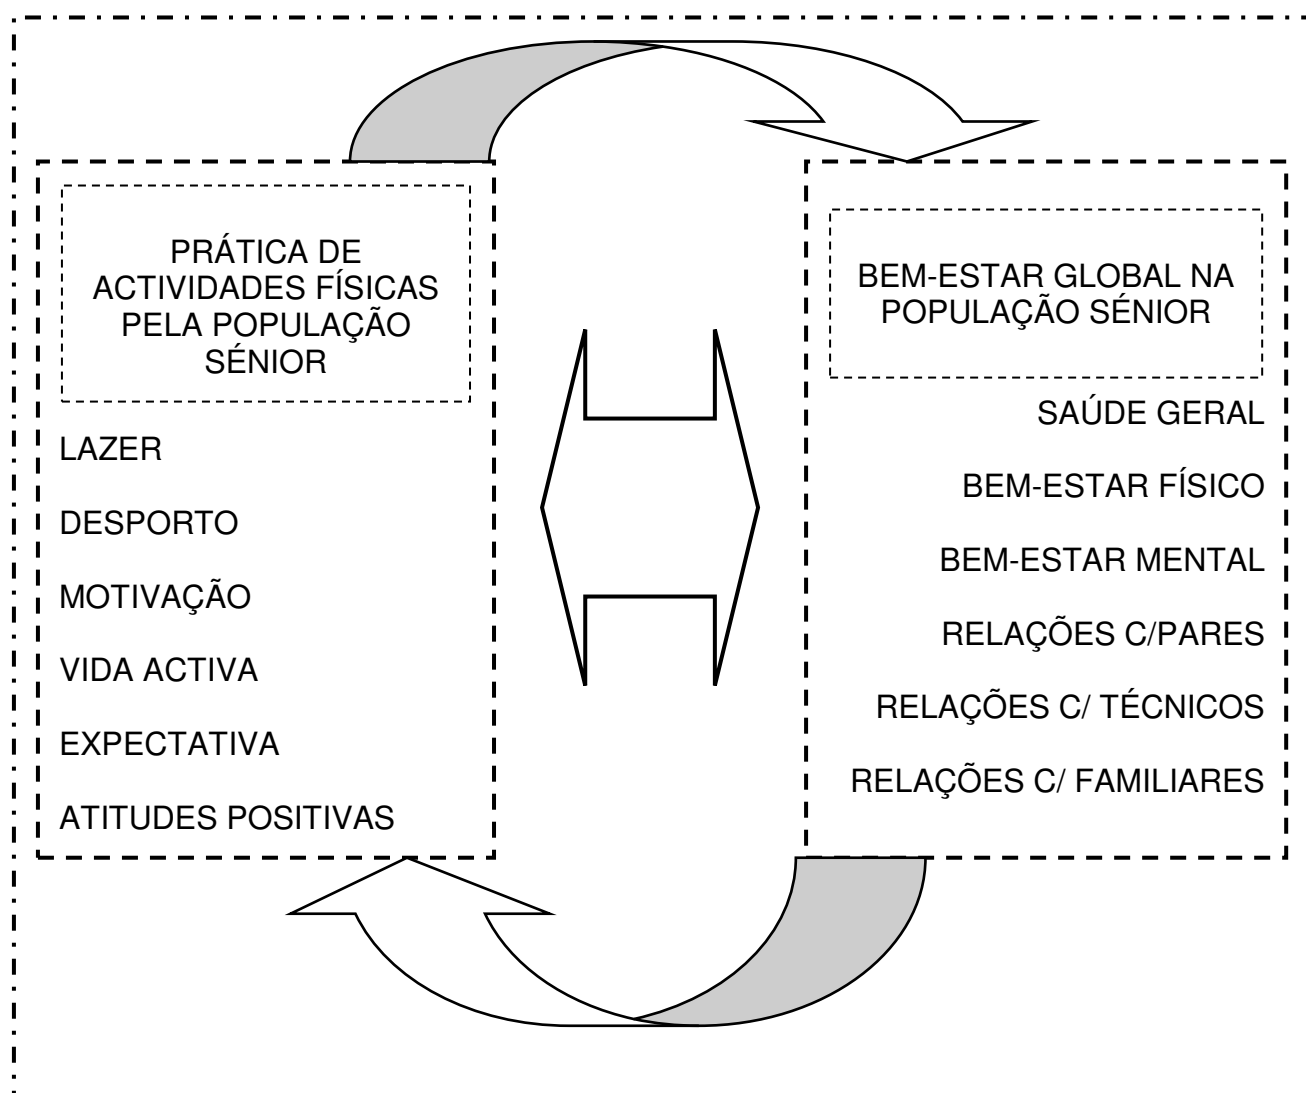 PRÁTICA DE
ACTIVIDADES FÍSICAS
PELA POPULAÇÃO
SÉNIOR
LAZER
DESPORTO
MOTIVAÇÃO
VIDA ACTIVA
EXPECTATIVA
ATITUDES POSITIVAS
BEM-ESTAR GLOBAL NA
POPULAÇÃO SÉNIOR
SAÚDE GERAL
BEM-ESTAR FÍSICO
BEM-ESTAR MENTAL
RELAÇÕES C/PARES
RELAÇÕES C/ TÉCNICOS
RELAÇÕES C/ FAMILIARES